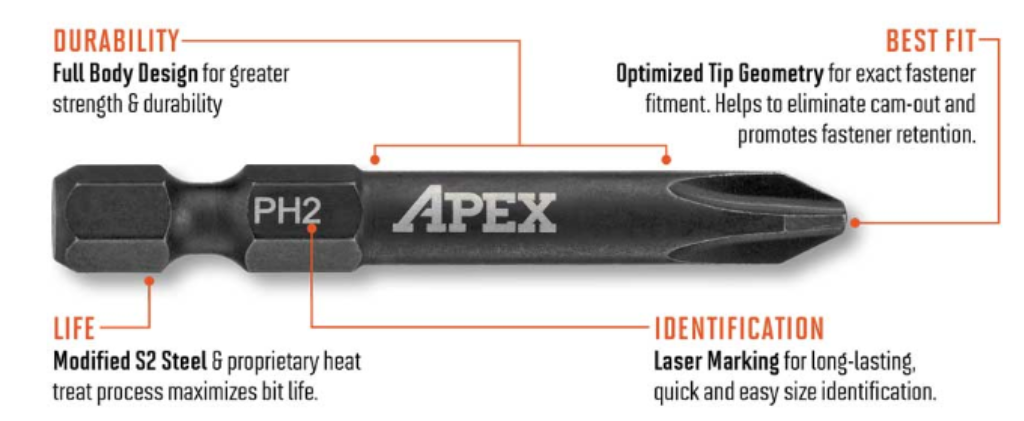 DURABILITY
Full Body Design for greater
strength & durability
BEST FIT
Optimized Tip Geometry for exact fastener
fitment. Helps to eliminate cam-out and
promotes fastener retention.
PH2
APEX
LIFE
Modified S2 Steel & proprietary heat
treat process maximizes bit life.
IDENTIFICATION
Laser Marking for long-lasting,
quick and easy size identification.